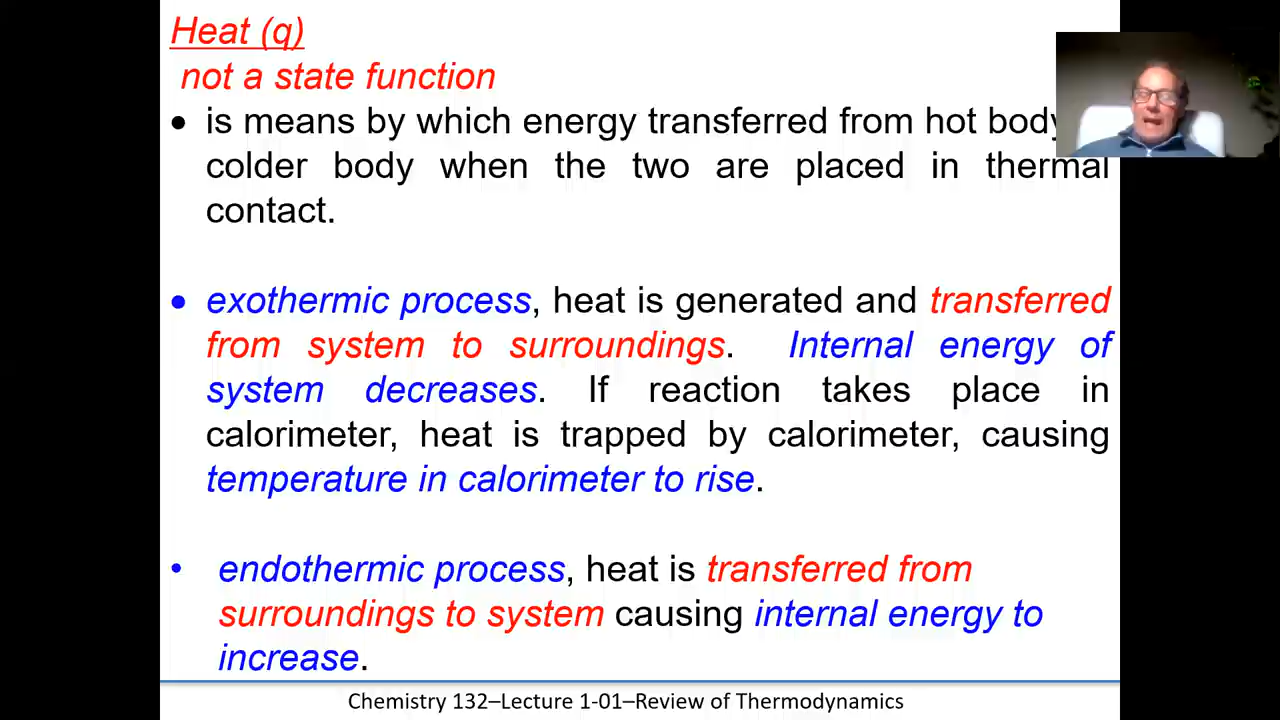 Heat (q)
not a state function
• is means by which energy transferred from hot body
colder body when the two are placed in thermal
contact.
• exothermic process, heat is generated and transferred
from system to surroundings. Internal energy of
system decreases. If reaction takes place in
calorimeter, heat is trapped by calorimeter, causing
temperature in calorimeter to rise.
• endothermic process, heat is transferred from
surroundings to system causing internal energy to
increase.
Chemistry 132–Lecture 1-01–Review of Thermodynamics